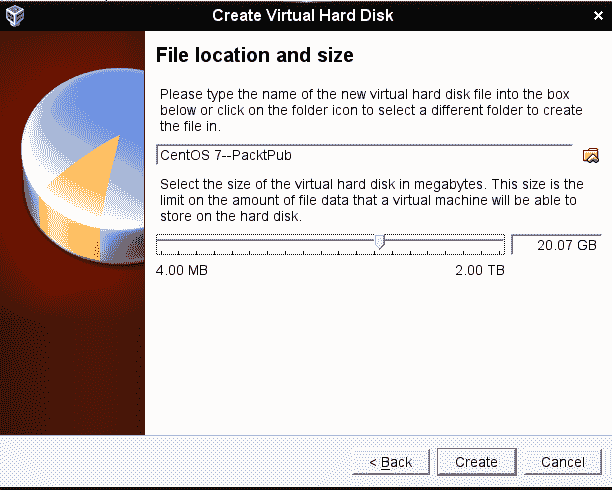 Create Virtual Hard Disk
File location and size
Please type the name of the new virtual hard disk file into the box
below or click on the folder icon to select a different folder to create
the file in.
CentOS 7--PacktPub
Select the size of the virtual hard disk in megabytes. This size is the
limit on the amount of file data that a virtual machine will be able to
store on the hard disk.
20.07 GB
4.00 MB 2.00 TB
< Back Create Cancel